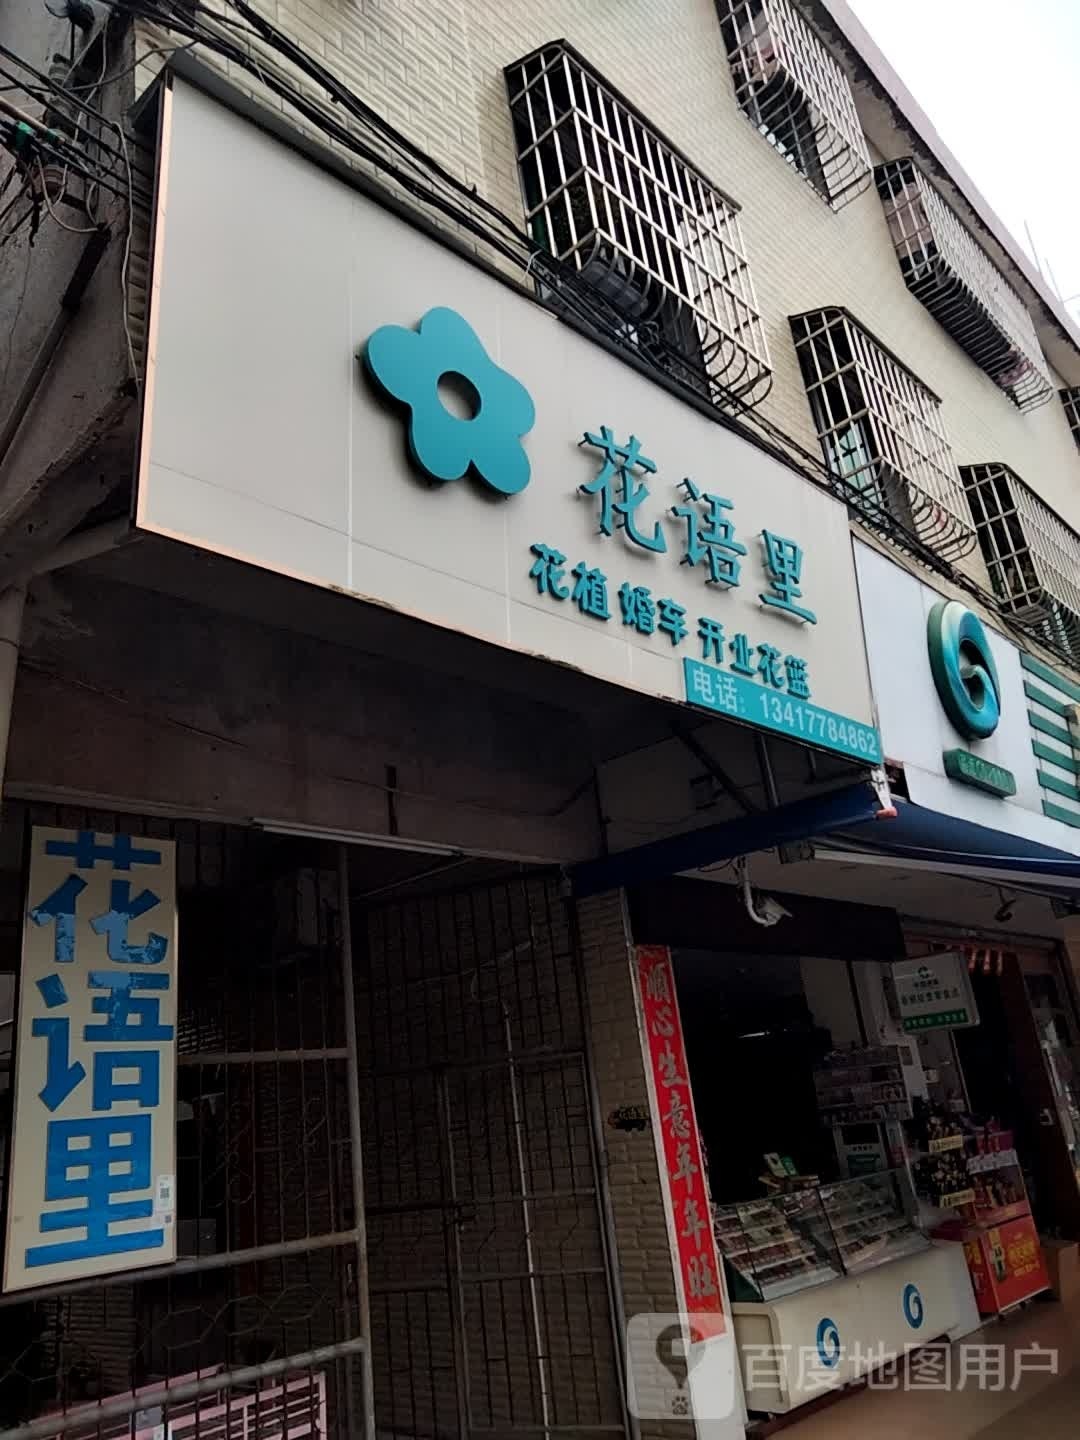 花语里
花植 婚车 开业花篮
电话: 13417784862
花语里
顺心生意年年旺
百度地图用户